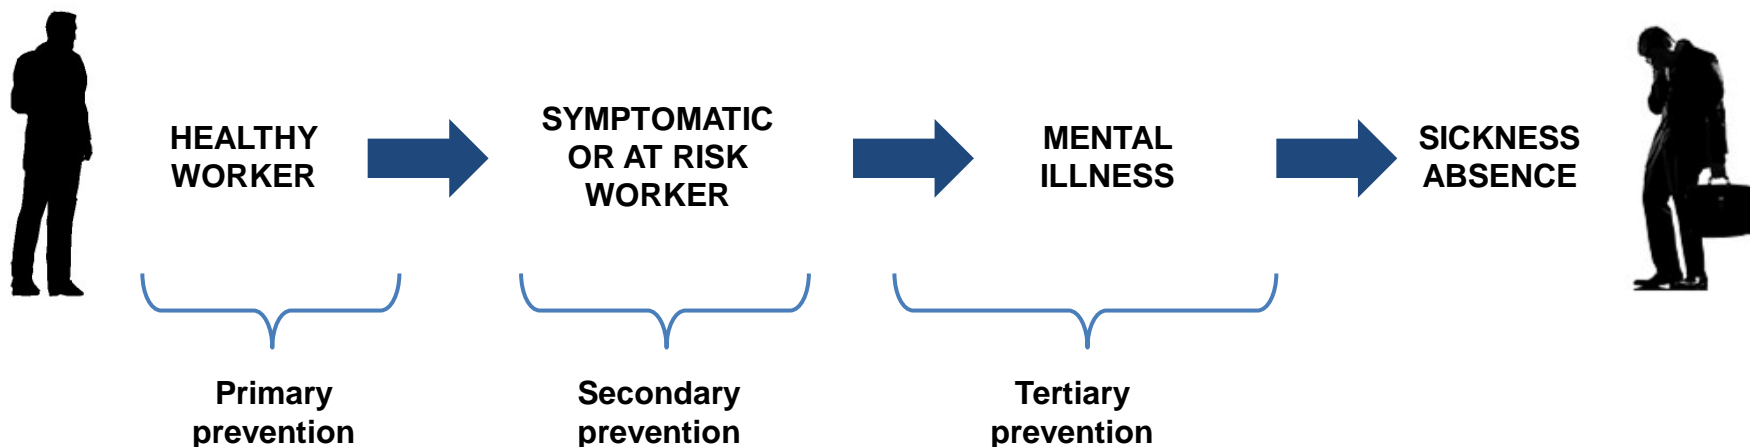 HEALTHY
WORKER
SYMPTOMATIC
OR AT RISK
WORKER
MENTAL
ILLNESS
SICKNESS
ABSENCE
Primary
prevention
Secondary
prevention
Tertiary
prevention